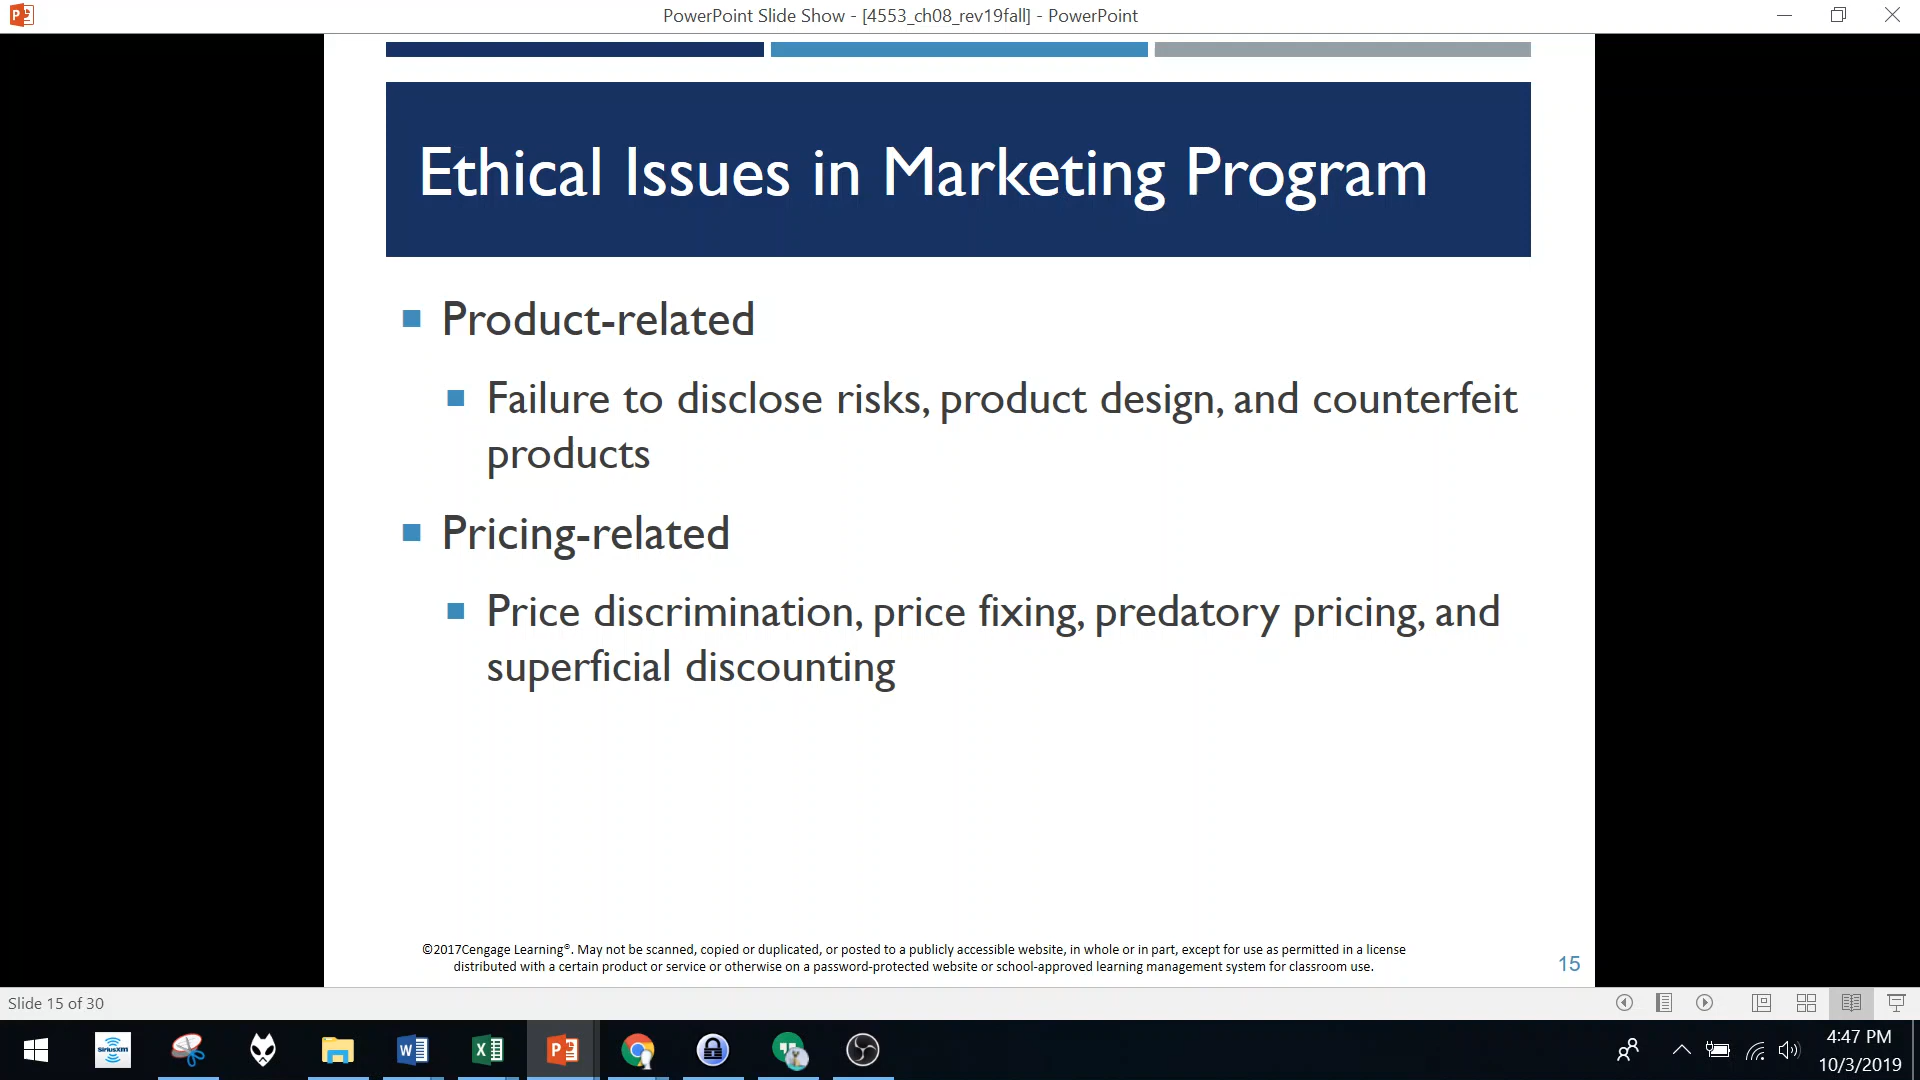 PowerPoint Slide Show - [4553_ch08_rev19fall] - PowerPoint
Ethical Issues in Marketing Program
Product-related
Failure to disclose risks, product design, and counterfeit
products
Pricing-related
Price discrimination, price fixing, predatory pricing, and
superficial discounting
©2017Cengage Learning®. May not be scanned, copied or duplicated, or posted to a publicly accessible website, in whole or in part, except for use as permitted in a license
distributed with a certain product or service or otherwise on a password-protected website or school-approved learning management system for classroom use.
15
Slide 15 of 30
SiriusXM
4:47 PM
10/3/2019